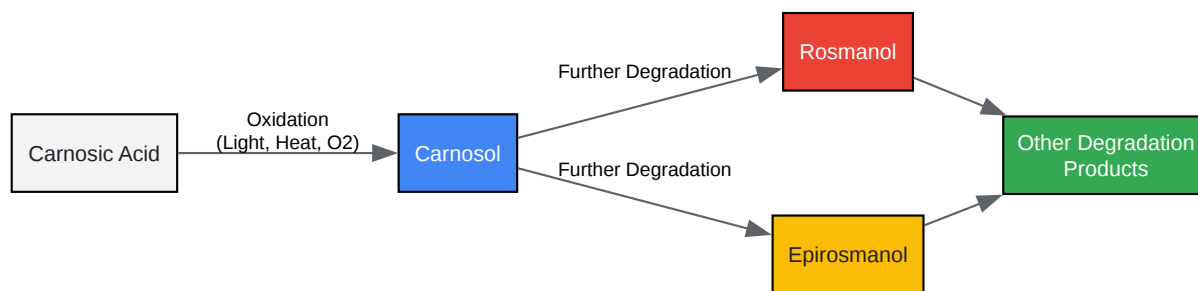 Carnosic Acid
Oxidation
(Light, Heat, O2)
Carnosol
Further Degradation
Further Degradation
Rosmanol
Epirosmanol
Other Degradation
Products